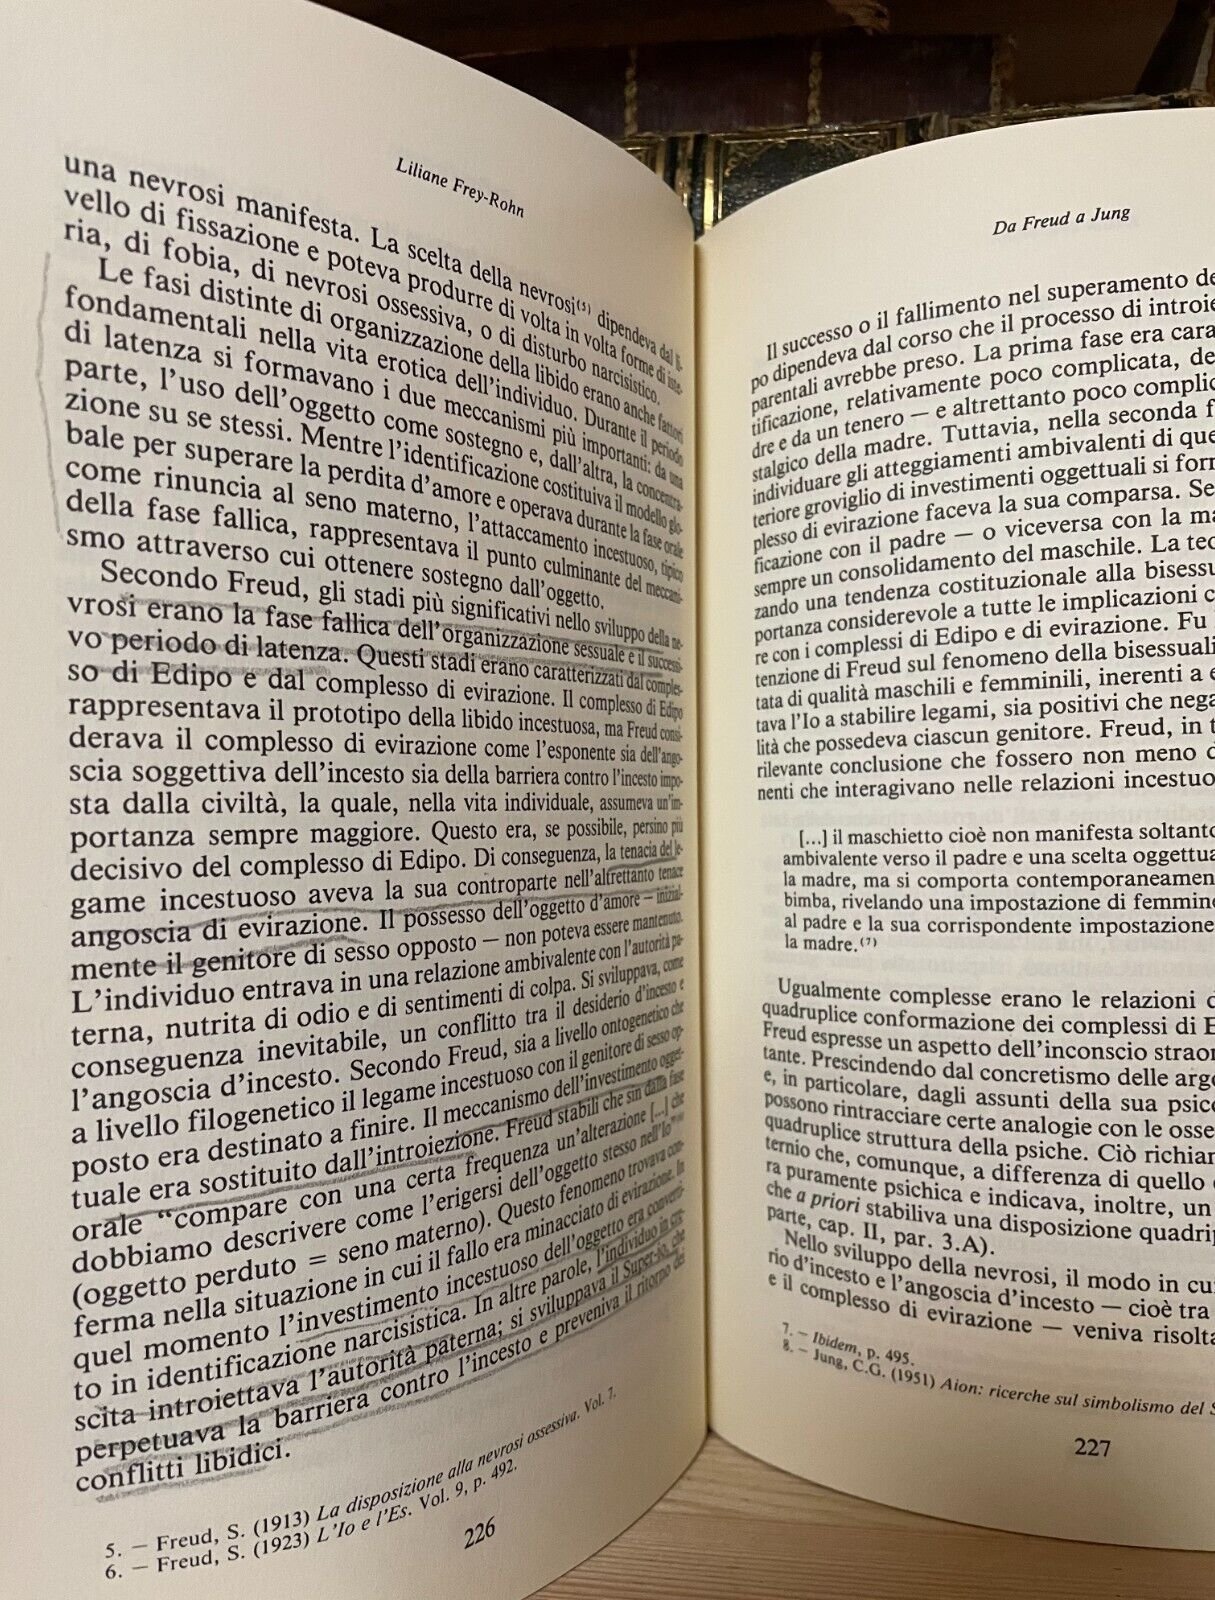 Liliane Frey-Rohn
una nevrosi manifesta. La scelta della nevrosi(5) dipendeva dal li-
vello di fissazione e poteva produrre di volta in volta forme di iste-
ria, di fobia, di nevrosi ossessiva, o di disturbo narcisistico.
Le fasi distinte di organizzazione della libido erano anche fattori
fondamentali nella vita erotica dell'individuo. Durante il periodo
di latenza si formavano i due meccanismi più importanti: da una
parte, l'uso dell'oggetto come sostegno e, dall'altra, la concentra-
zione su se stessi. Mentre l'identificazione costituiva il modello glo-
bale per superare la perdita d'amore e operava durante la fase orale
come rinuncia al seno materno, l'attaccamento incestuoso, tipico
della fase fallica, rappresentava il punto culminante del meccani-
smo attraverso cui ottenere sostegno dall'oggetto.
Secondo Freud, gli stadi più significativi nello sviluppo della ne-
vrosi erano la fase fallica dell'organizzazione sessuale e il successi-
vo periodo di latenza. Questi stadi erano caratterizzati dal comples-
so di Edipo e dal complesso di evirazione. Il complesso di Edipo
rappresentava il prototipo della libido incestuosa, ma Freud consi-
derava il complesso di evirazione come l'esponente sia dell'ango-
scia soggettiva dell'incesto sia della barriera contro l'incesto impo-
sta dalla civiltà, la quale, nella vita individuale, assumeva un'im-
portanza sempre maggiore. Questo era, se possibile, persino più
decisivo del complesso di Edipo. Di conseguenza, la tenacia del le-
game incestuoso aveva la sua controparte nell'altrettanto tenace
angoscia di evirazione. Il possesso dell'oggetto d'amore — inizial-
mente il genitore di sesso opposto — non poteva essere mantenuto.
L'individuo entrava in una relazione ambivalente con l'autorità pa-
terna, nutrita di odio e di sentimenti di colpa. Si sviluppava, come
conseguenza inevitabile, un conflitto tra il desiderio d'incesto e
l'angoscia d'incesto. Secondo Freud, sia a livello ontogenetico che
a livello filogenetico il legame incestuoso con il genitore di sesso op-
posto era destinato a finire. Il meccanismo dell'investimento ogget-
tuale era sostituito dall'introiezione. Freud stabilì che sin dalla fase
orale “compare con una certa frequenza un'alterazione [...] che
dobbiamo descrivere come l'erigersi dell'oggetto stesso nell'Io”
(oggetto perduto = seno materno). Questo fenomeno trovava con-
ferma nella situazione in cui il fallo era minacciato di evirazione. In
quel momento l'investimento incestuoso dell'oggetto era converti-
to in identificazione narcisistica. In altre parole, l'individuo in cre-
scita introiettava l'autorità paterna; si sviluppava il Super-io, che
perpetuava la barriera contro l'incesto e preveniva il ritorno dei
conflitti libidici.
5. — Freud, S. (1913) La disposizione alla nevrosi ossessiva. Vol. 7.
6. — Freud, S. (1923) L'Io e l'Es. Vol. 9, p. 492.
226
Da Freud a Jung
Il successo o il fallimento nel superamento de
po dipendeva dal corso che il processo di introie
parentali avrebbe preso. La prima fase era cara
tificazione, relativamente poco complicata, de
dre e da un tenero — e altrettanto poco complic
stalgico della madre. Tuttavia, nella seconda f
individuare gli atteggiamenti ambivalenti di que
teriore groviglio di investimenti oggettuali si for
plesso di evirazione faceva la sua comparsa. Se
ficazione con il padre — o viceversa con la ma
sempre un consolidamento del maschile. La teo
zando una tendenza costituzionale alla bisessu
portanza considerevole a tutte le implicazioni c
re con i complessi di Edipo e di evirazione. Fu
tenzione di Freud sul fenomeno della bisessuali
tata di qualità maschili e femminili, inerenti a e
tava l'Io a stabilire legami, sia positivi che nega
lità che possedeva ciascun genitore. Freud, in t
rilevante conclusione che fossero non meno d
nenti che interagivano nelle relazioni incestuo
[...] il maschietto cioè non manifesta soltanto
ambivalente verso il padre e una scelta oggettua
la madre, ma si comporta contemporaneamen
bimba, rivelando una impostazione di femmine
al padre e la sua corrispondente impostazione
la madre.(7)
Ugualmente complesse erano le relazioni d
quadruplice conformazione dei complessi di E
Freud espresse un aspetto dell'inconscio straor
tante. Prescindendo dal concretismo delle argo
e, in particolare, dagli assunti della sua psico
possono rintracciare certe analogie con le osse
quadruplice struttura della psiche. Ciò richiam
ternio che, comunque, a differenza di quello
ra puramente psichica e indicava, inoltre, un
che a priori stabiliva una disposizione quadrip
parte, cap. II, par. 3.A).
Nello sviluppo della nevrosi, il modo in cui
rio d'incesto e l'angoscia d'incesto — cioè tra
e il complesso di evirazione — veniva risolta
7. — Ibidem, p. 495.
8. — Jung, C.G. (1951) Aion: ricerche sul simbolismo del S
227